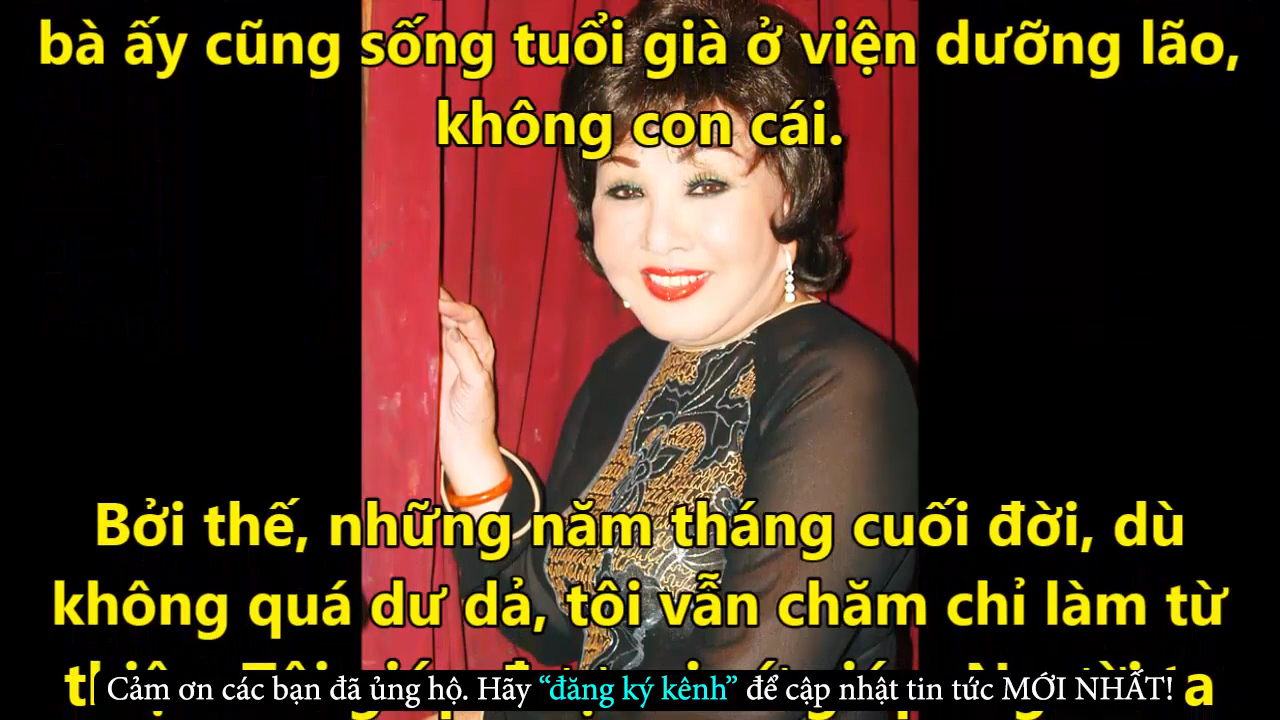 bà ấy cũng sống tuổi già ở viện dưỡng lão,
không con cái.
Bởi thế, những năm tháng cuối đời, dù
không quá dư dả, tôi vẫn chăm chỉ làm từ
Cảm ơn các bạn đã ủng hộ. Hãy “đăng ký kênh” để cập nhật tin tức MỚI NHẤT!